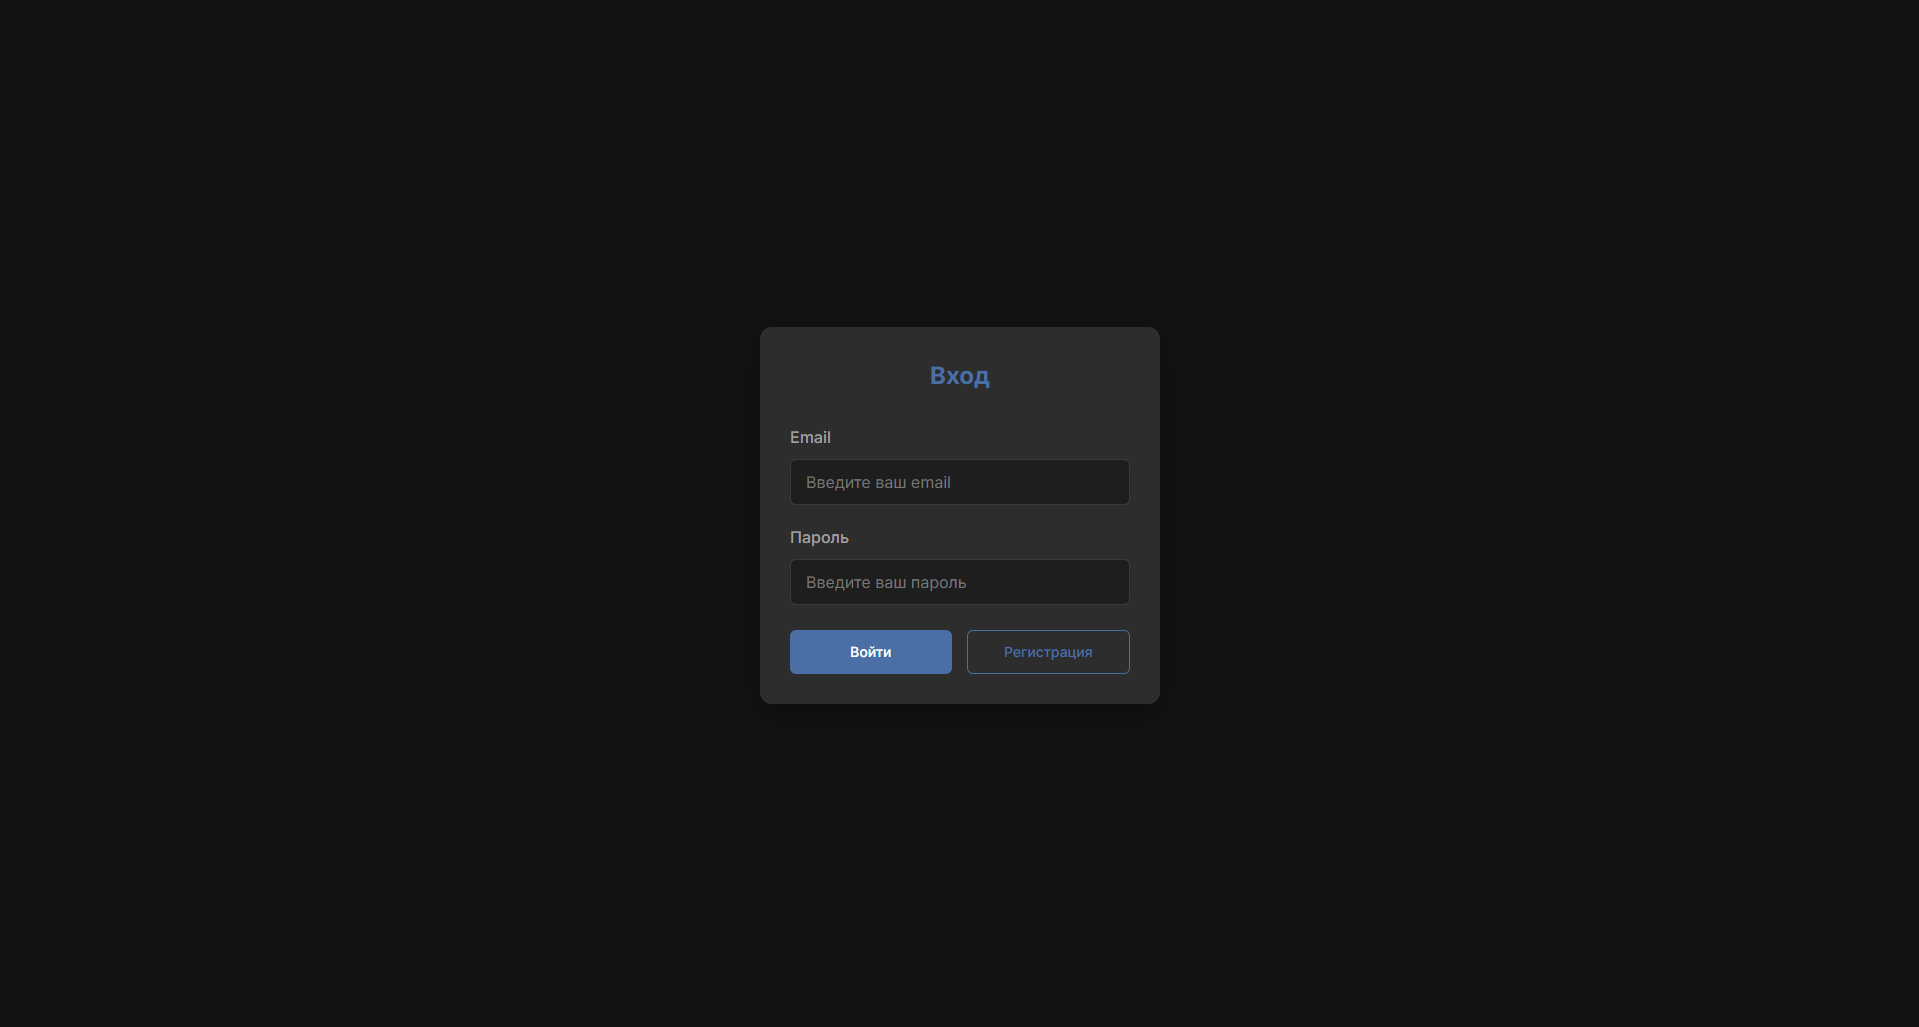 Вход
Email
Введите ваш email
Пароль
Введите ваш пароль
Войти
Регистрация